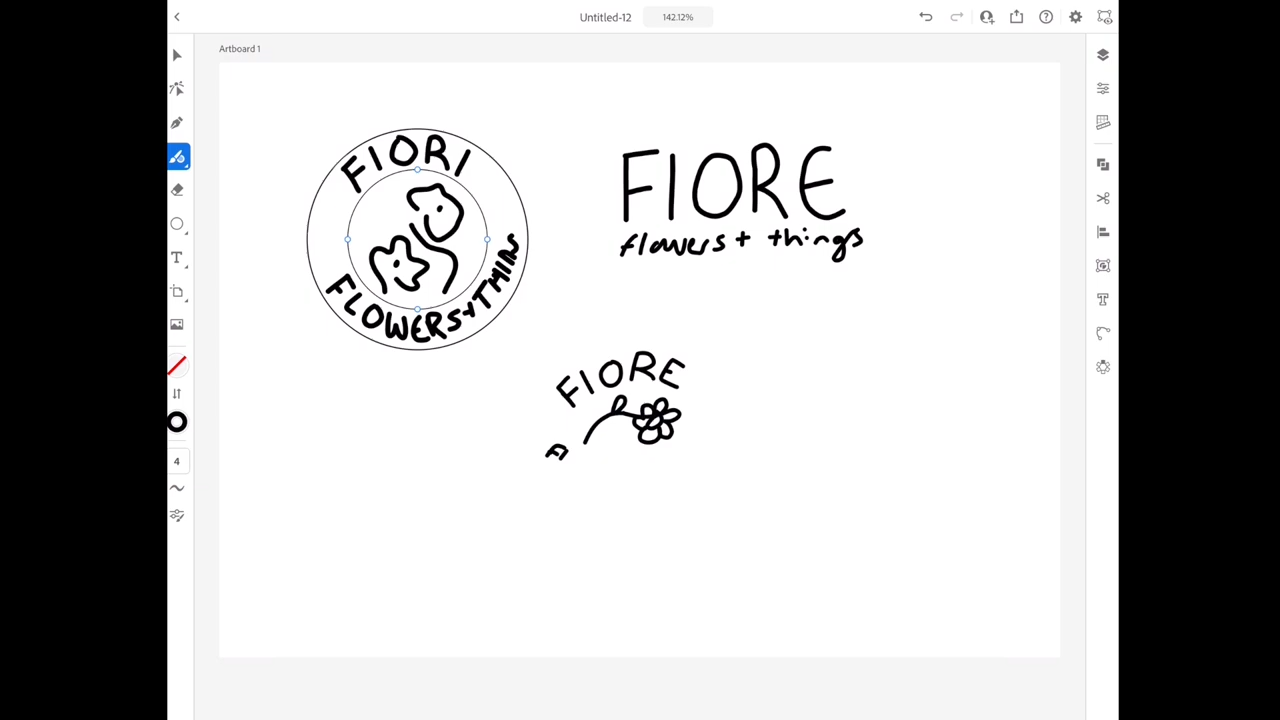 Untitled-12
142.12%
Artboard 1
FIORI
FLOWERS+THIN
FIORE
flowers + things
FIORE
4